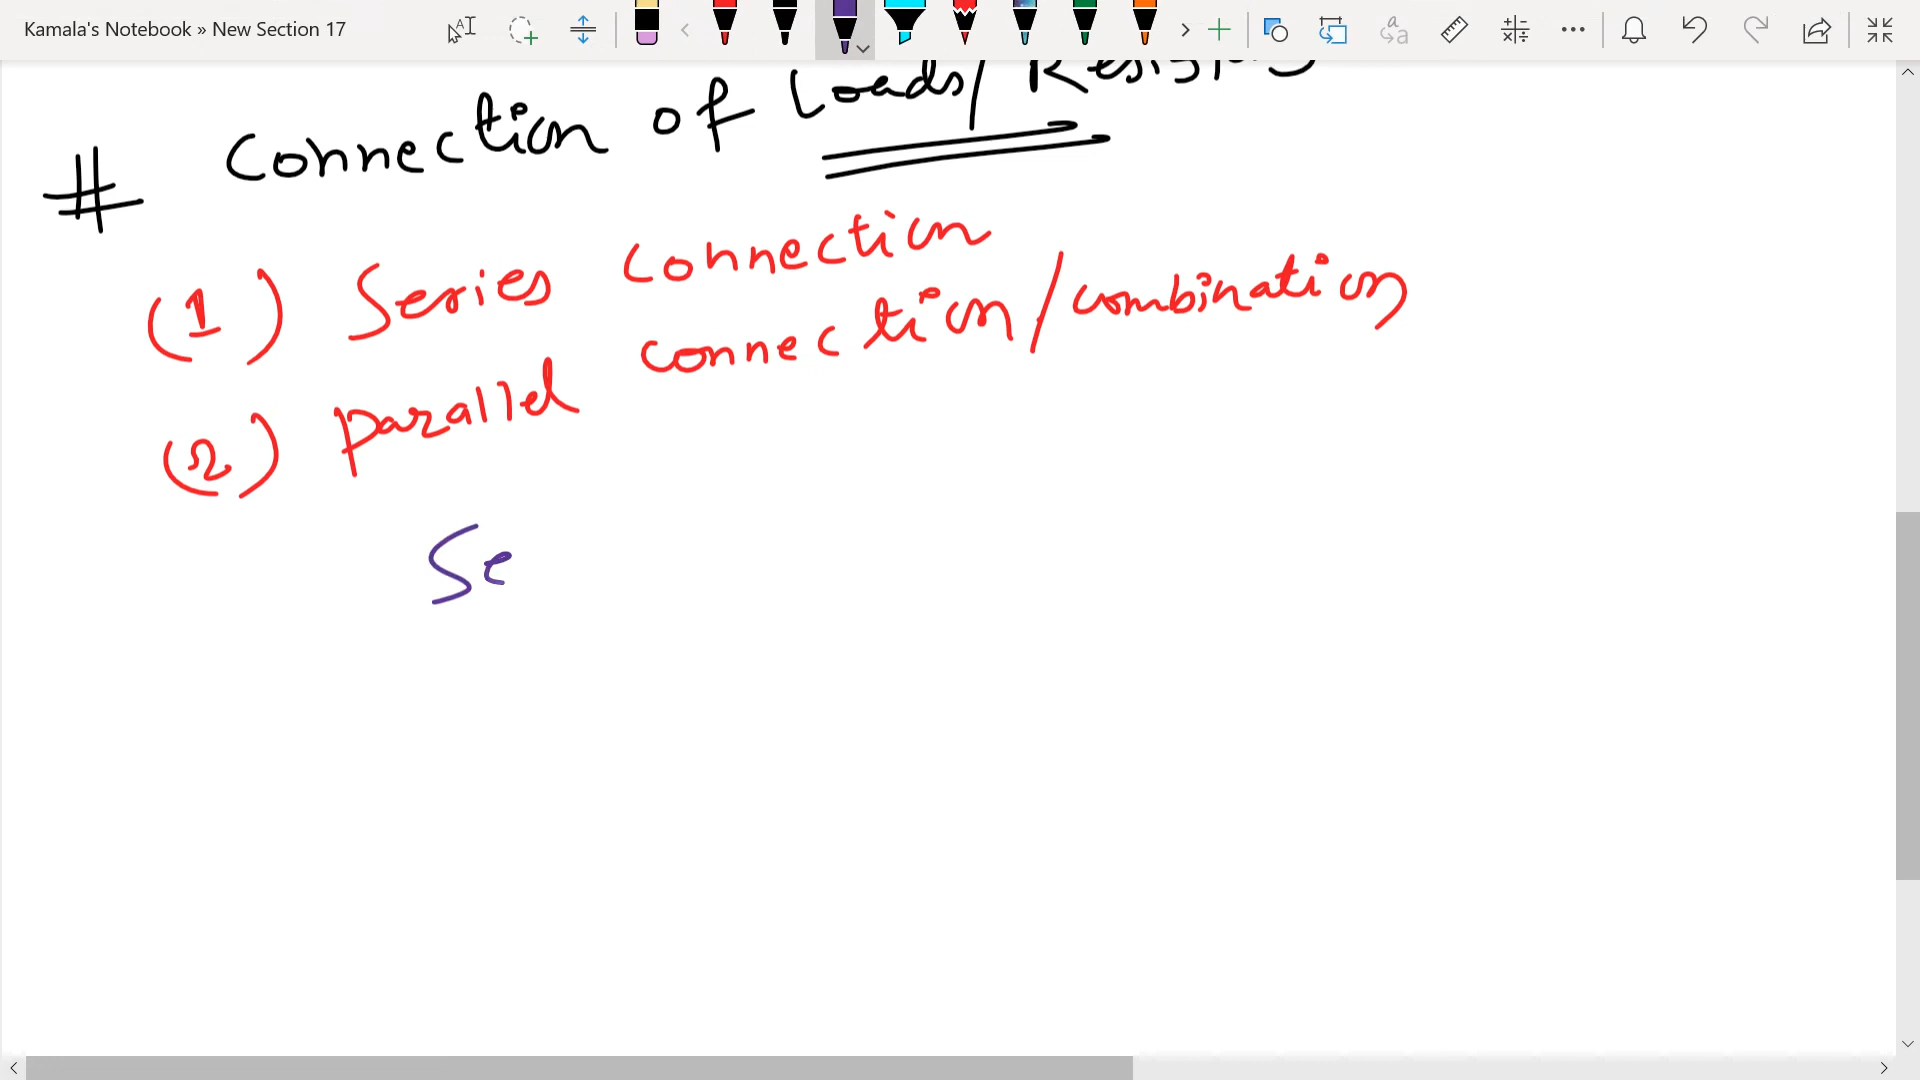 Kamala's Notebook » New Section 17
# Connection of Loads/
(1) Series connection
(2) parallel connection/combination
Se